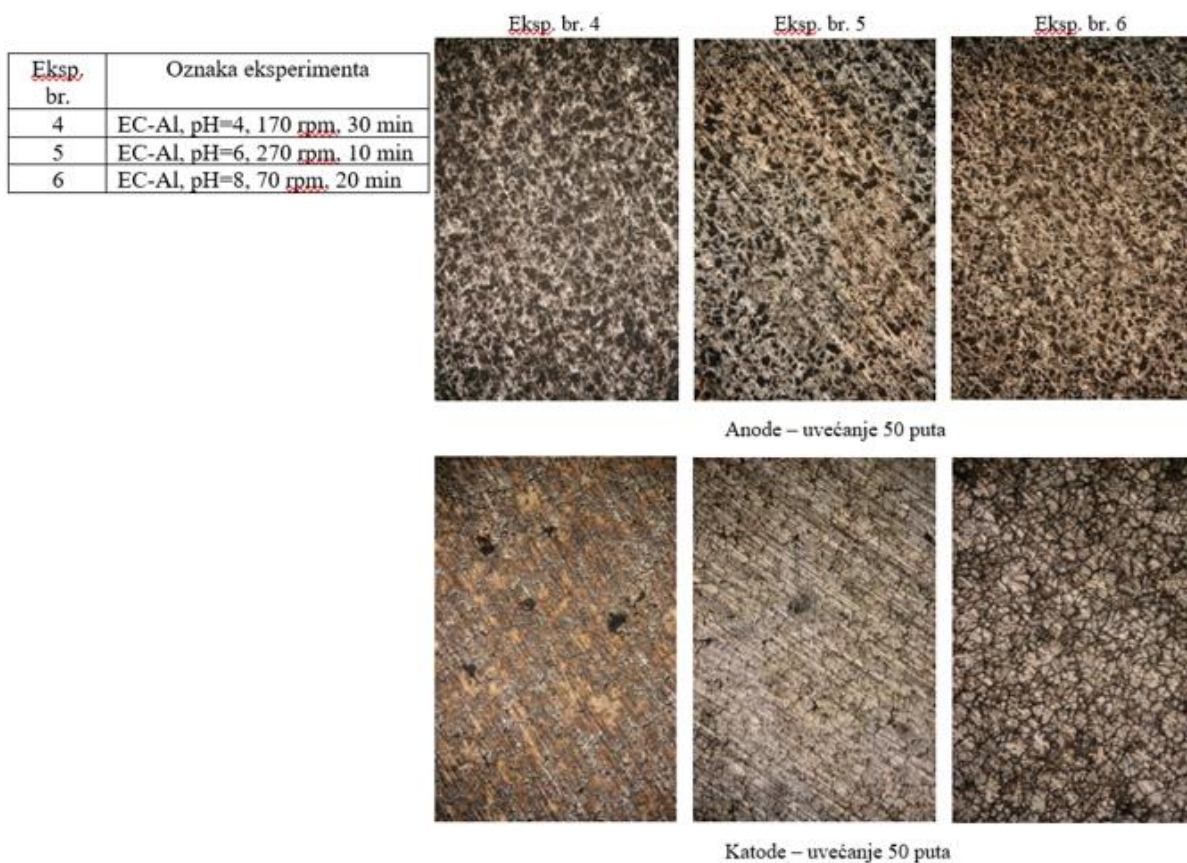 Eksp. br. 4
Eksp. br. 5
Eksp. br. 6
Eksp. br.
Oznaka eksperimenta
4 EC-Al, pH=4, 170 rpm, 30 min
5 EC-Al, pH=6, 270 rpm, 10 min
6 EC-Al, pH=8, 70 rpm, 20 min
Anode – uvećanje 50 puta
Katode – uvećanje 50 puta